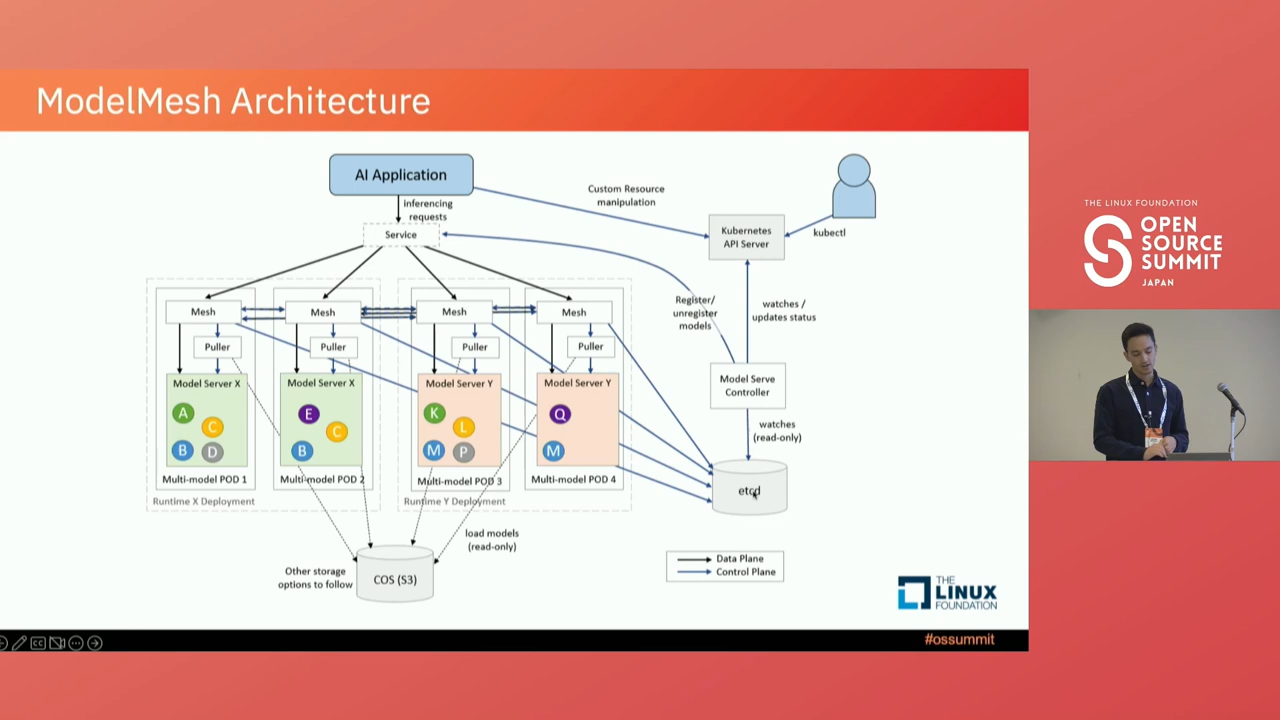 ModelMesh Architecture
AI Application
inferencing
requests
Service
Custom Resource
manipulation
Kubernetes
API Server
kubectl
Register/
unregister
models
watches /
updates status
Mesh
Mesh
Mesh
Mesh
Puller
Puller
Puller
Puller
Model Server X
Model Server X
Model Server Y
Model Server Y
A
C
B
D
E
C
B
K
L
M
P
Q
M
Multi-model POD 1
Multi-model POD 2
Multi-model POD 3
Multi-model POD 4
Runtime X Deployment
Runtime Y Deployment
Model Serve
Controller
watches
(read-only)
etcd
load models
(read-only)
Other storage
options to follow
COS (S3)
Data Plane
Control Plane
THE
LINUX
FOUNDATION
#ossummit
CC
THE LINUX FOUNDATION
OPEN
SOURCE
SUMMIT
JAPAN